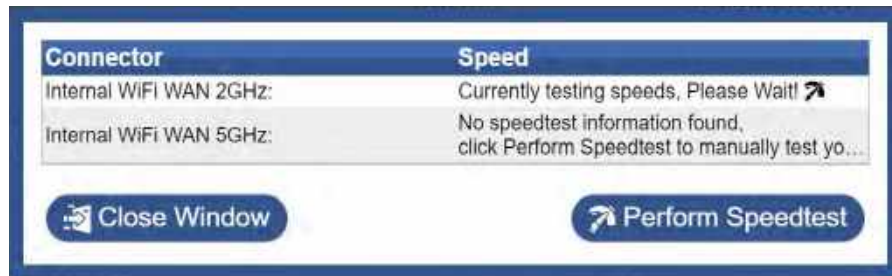 Connector Speed
Internal WiFi WAN 2GHz: Currently testing speeds, Please Wait!
Internal WiFi WAN 5GHz: No speedtest information found,
click Perform Speedtest to manually test yo...
Close Window Perform Speedtest